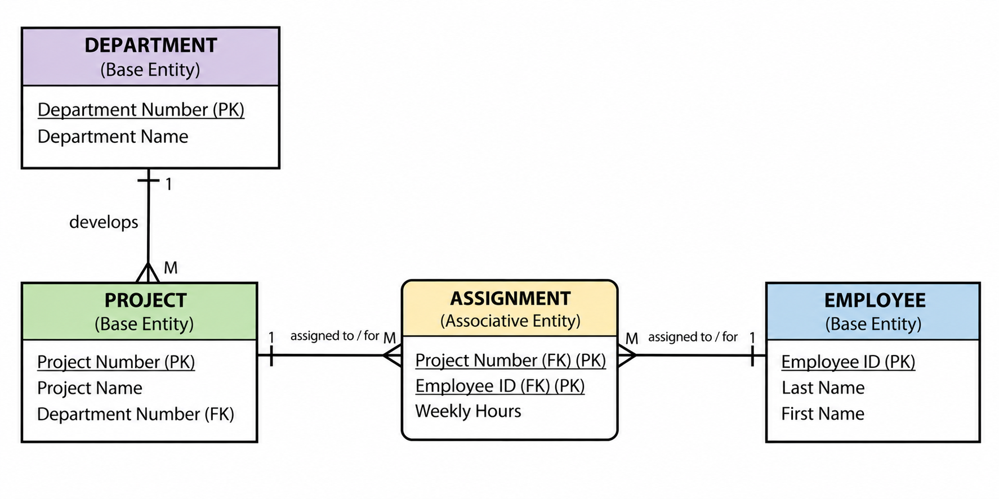 DEPARTMENT
(Base Entity)
Department Number (PK)
Department Name
1
develops
M
PROJECT
(Base Entity)
Project Number (PK)
Project Name
Department Number (FK)
1
assigned to / for
M
ASSIGNMENT
(Associative Entity)
Project Number (FK) (PK)
Employee ID (FK) (PK)
Weekly Hours
M
assigned to / for
1
EMPLOYEE
(Base Entity)
Employee ID (PK)
Last Name
First Name